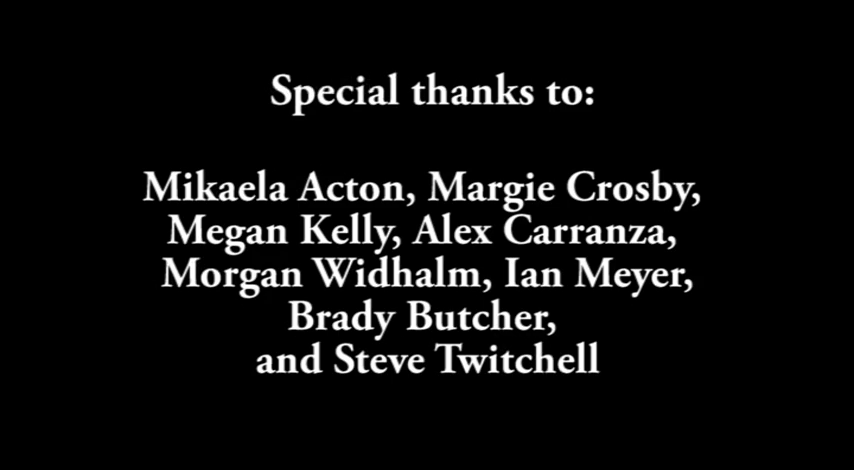 Special thanks to:
Mikaela Acton, Margie Crosby,
Megan Kelly, Alex Carranza,
Morgan Widhalm, Ian Meyer,
Brady Butcher,
and Steve Twitchell